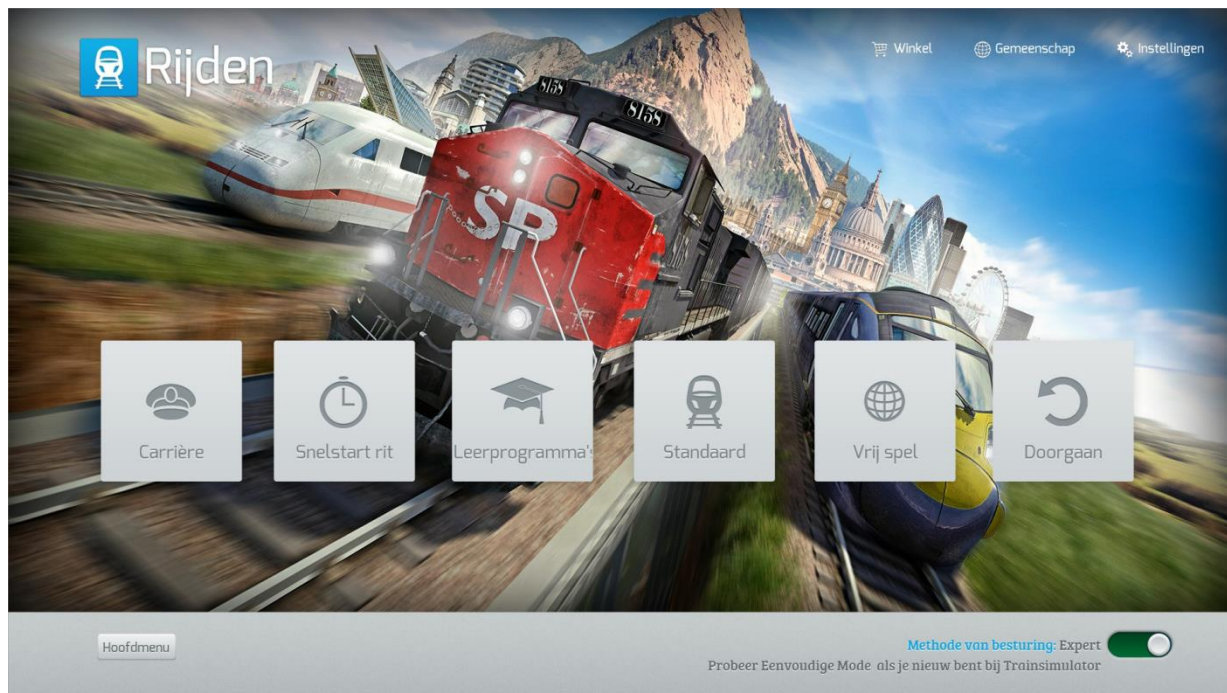 Rijden
Winkel
Gemeenschap
Instellingen
8158
8158
SP
Carrière
Snelstart rit
Leerprogramma's
Standaard
Vrij spel
Doorgaan
Hoofdmenu
Methode van besturing: Expert
Probeer Eenvoudige Mode als je nieuw bent bij Trainsimulator